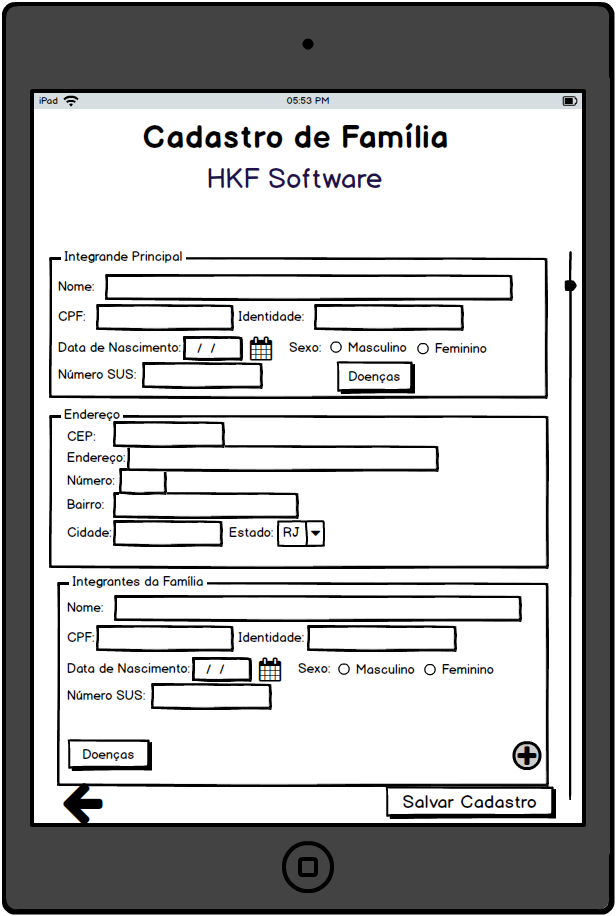 iPad 05:53 PM
Cadastro de Família
HKF Software
Integrande Principal
Nome:
CPF: Identidade:
Data de Nascimento: / / Sexo: Masculino Feminino
Número SUS: Doenças
Endereço
CEP:
Endereço:
Número:
Bairro:
Cidade: Estado: RJ
Integrantes da Família
Nome:
CPF: Identidade:
Data de Nascimento: / / Sexo: Masculino Feminino
Número SUS:
Doenças
Salvar Cadastro